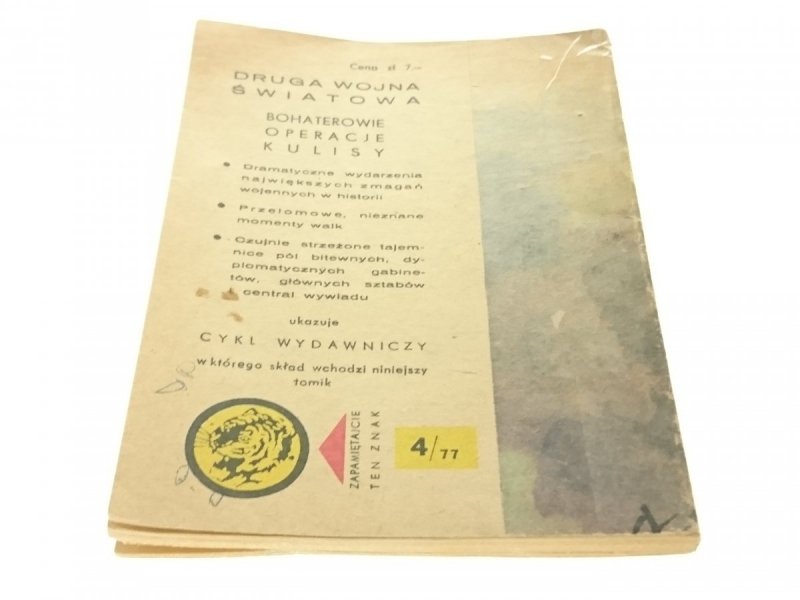 Cena zł 7.—
DRUGA WOJNA
ŚWIATOWA
BOHATEROWIE
OPERACJE
KULISY
• Dramatyczne wydarzenia
największych zmagań
wojennych w historii
• Przełomowe, nieznane
momenty walk
• Czujnie strzeżone tajem-
nice pól bitewnych, dy-
plomatycznych gabine-
tów, głównych sztabów
i central wywiadu
ukazuje
CYKL WYDAWNICZY
w którego skład wchodzi niniejszy
tomik
ZAPAMIĘTAJCIE
TEN ZNAK
4/77